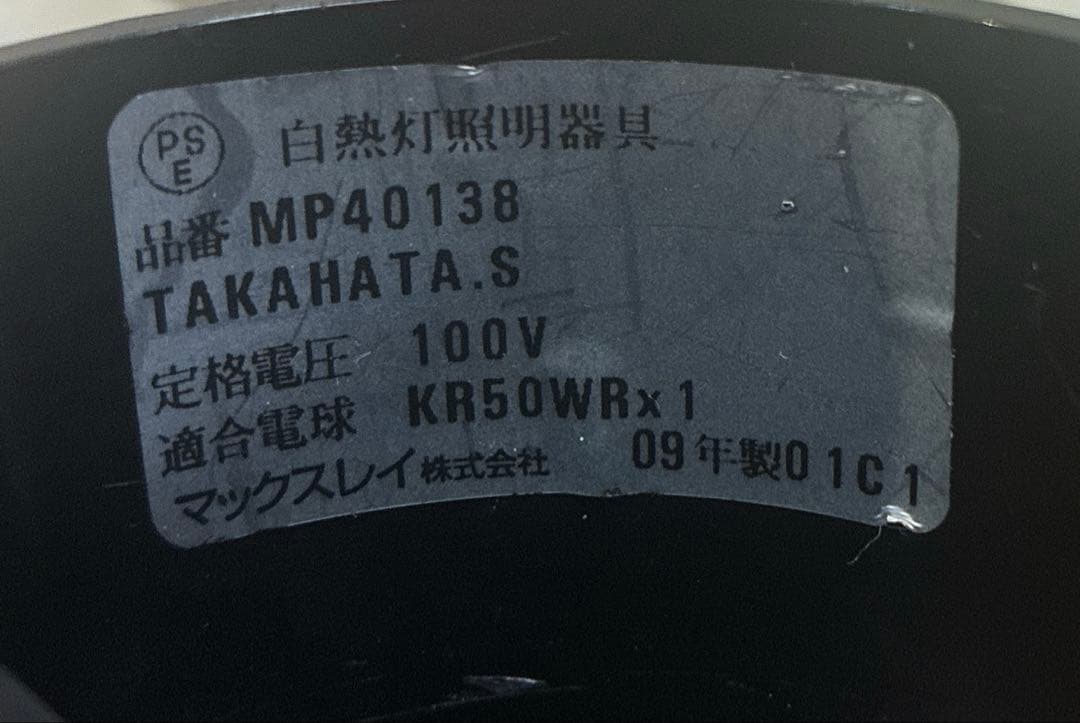 PS
E
白熱灯照明器具
品番 MP40138
TAKAHATA.S
定格電圧 100V
適合電球 KR50WRx1
マックスレイ株式会社 09年製01C1